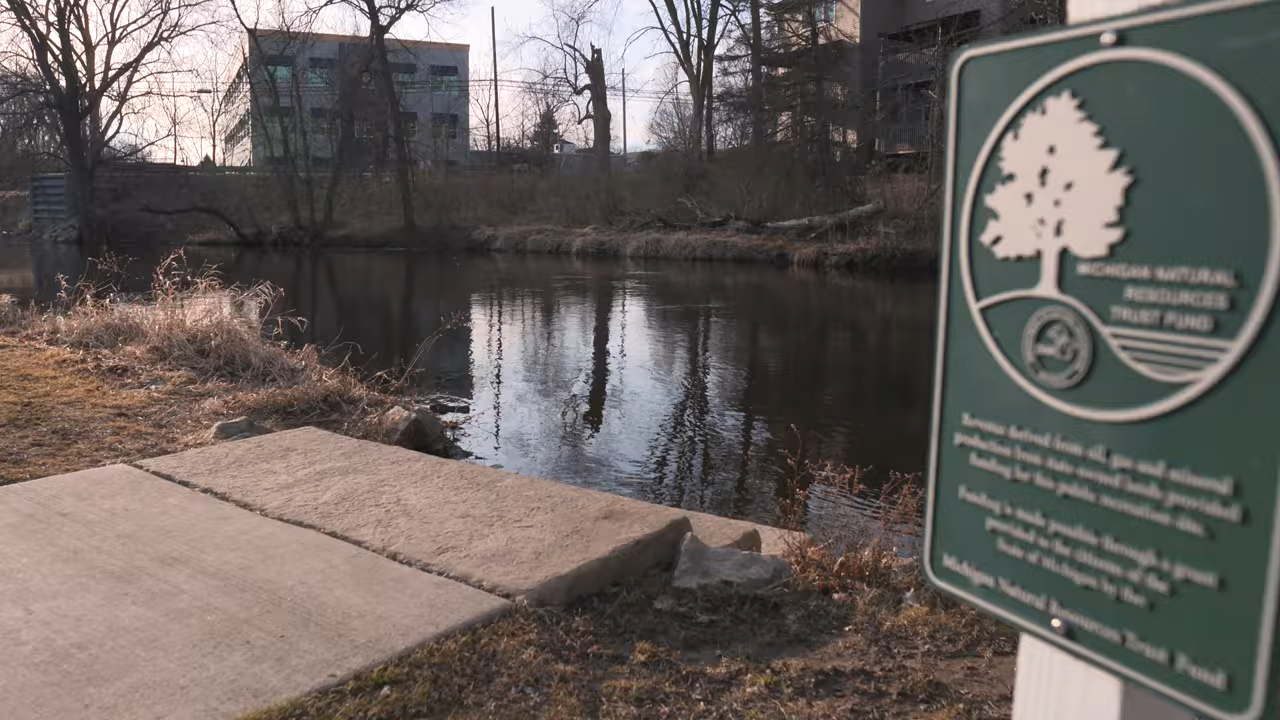 MICHIGAN NATURAL
RESOURCES
TRUST FUND
Revenue derived from oil, gas and mineral
production from state owned lands provided
funding for this public recreation site.
Funding is made possible through a grant
provided to the citizens of the
State of Michigan by the
Michigan Natural Resources Trust Fund